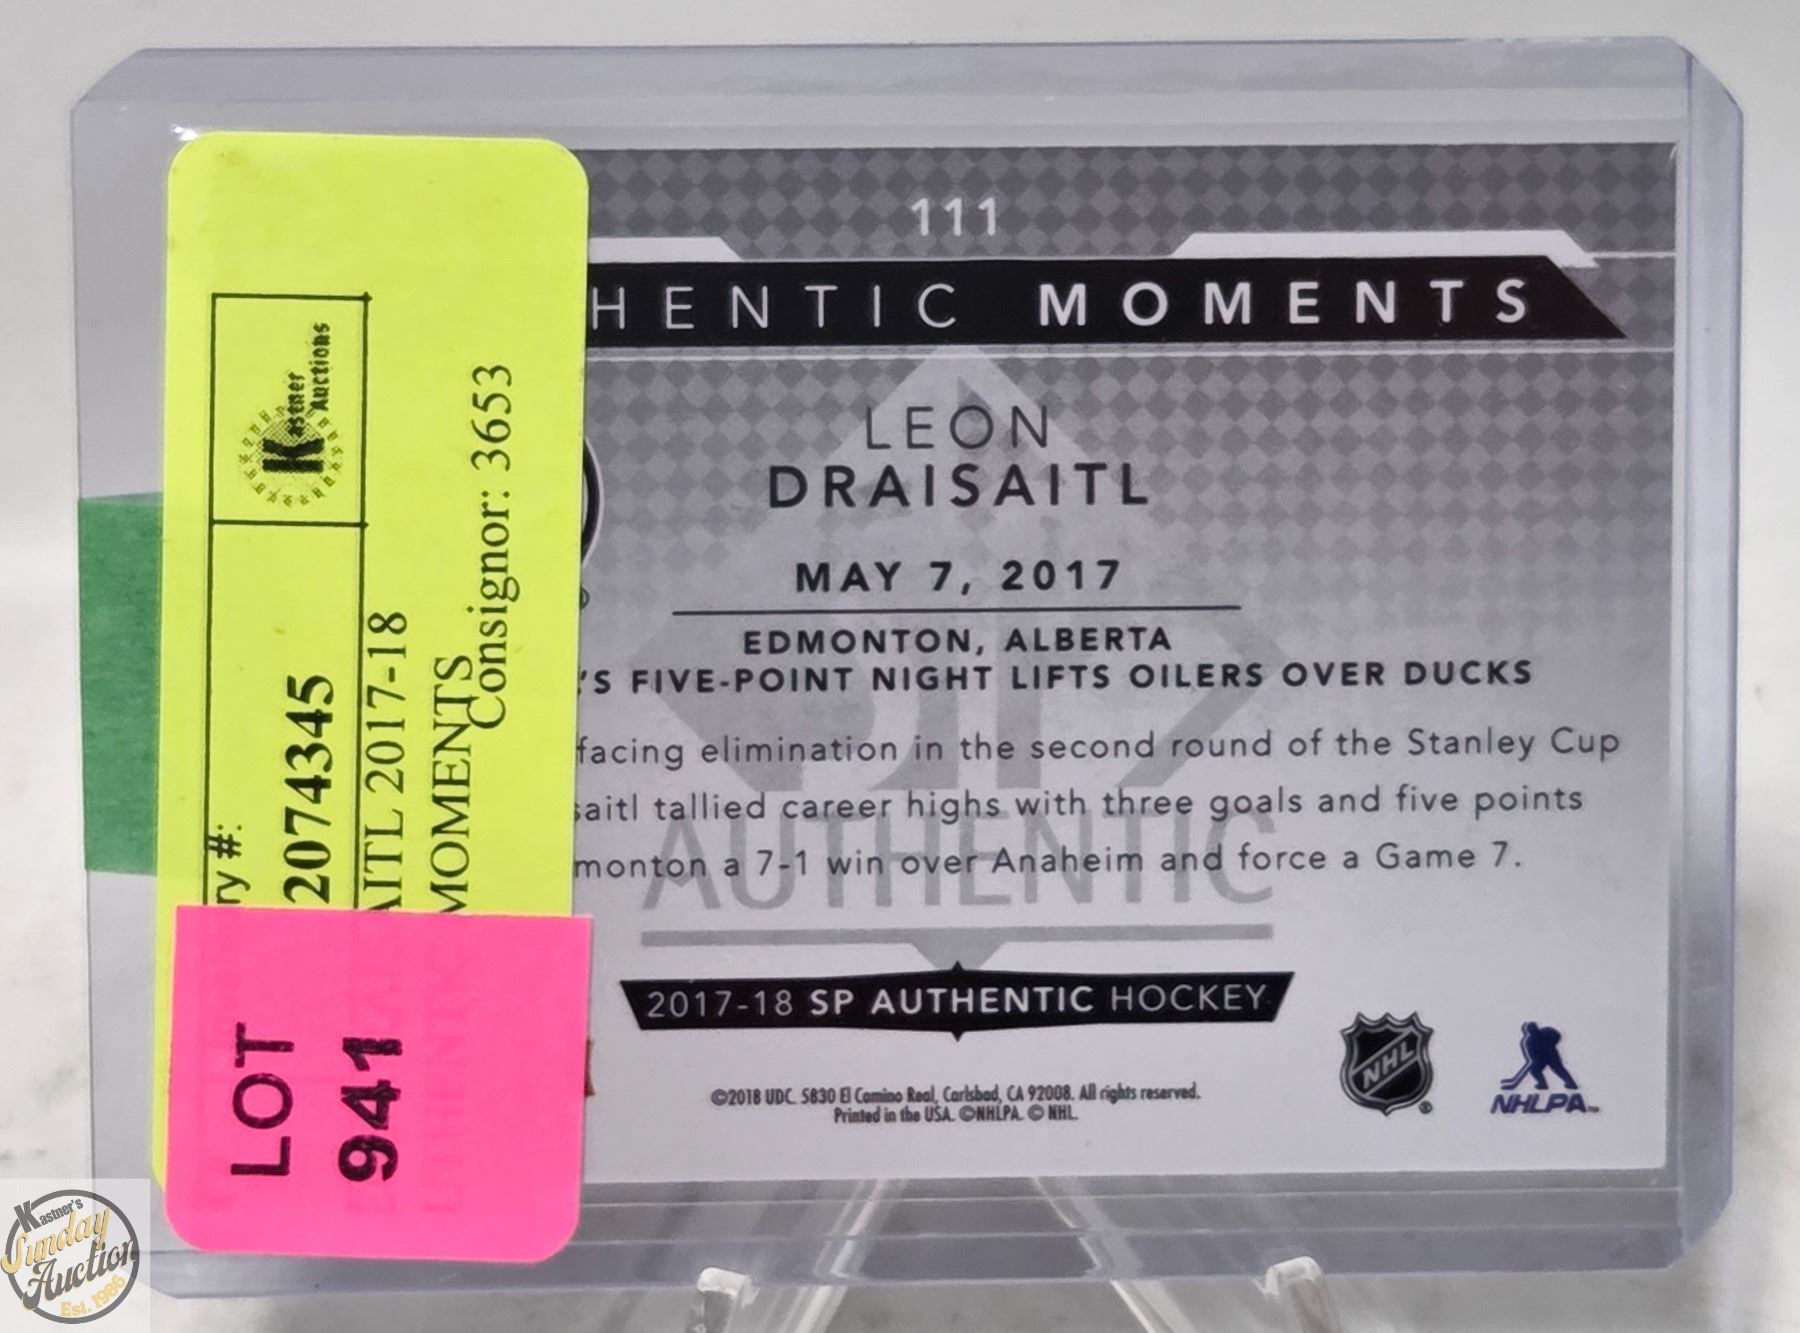 111
HENTIC MOMENTS
LEON
DRAISAITL
MAY 7, 2017
EDMONTON, ALBERTA
'S FIVE-POINT NIGHT LIFTS OILERS OVER DUCKS
facing elimination in the second round of the Stanley Cup
saitl tallied career highs with three goals and five points
monton a 7-1 win over Anaheim and force a Game 7.
SP
AUTHENTIC
2017-18 SP AUTHENTIC HOCKEY
©2018 UDC. 5830 El Camino Real, Carlsbad, CA 92008. All rights reserved.
Printed in the USA. ©NHLPA. © NHL.
NHL
NHLPA
Kastner
Auctions
ry #:
2074345
AITL 2017-18
MOMENTS
Consignor: 3653
LOT
941
Kastner's
Sunday
Auction
Est. 1986